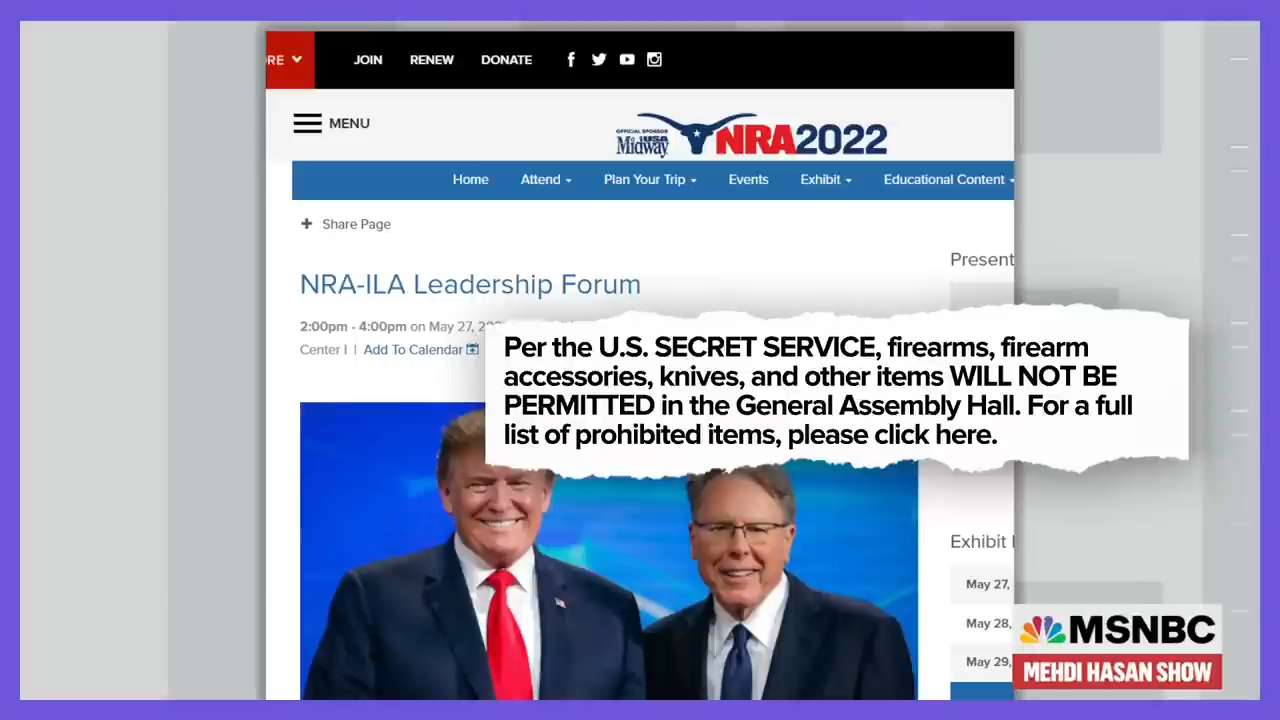 RE
JOIN RENEW DONATE
MENU
OFFICIAL SPONSOR
MidwayUSA
NRA2022
Home Attend Plan Your Trip Events Exhibit Educational Content
Share Page
Present
NRA-ILA Leadership Forum
2:00pm - 4:00pm on May 27, 20
Center I | Add To Calendar
Per the U.S. SECRET SERVICE, firearms, firearm
accessories, knives, and other items WILL NOT BE
PERMITTED in the General Assembly Hall. For a full
list of prohibited items, please click here.
Exhibit
May 27,
May 28,
May 29,
MSNBC
MEHDI HASAN SHOW